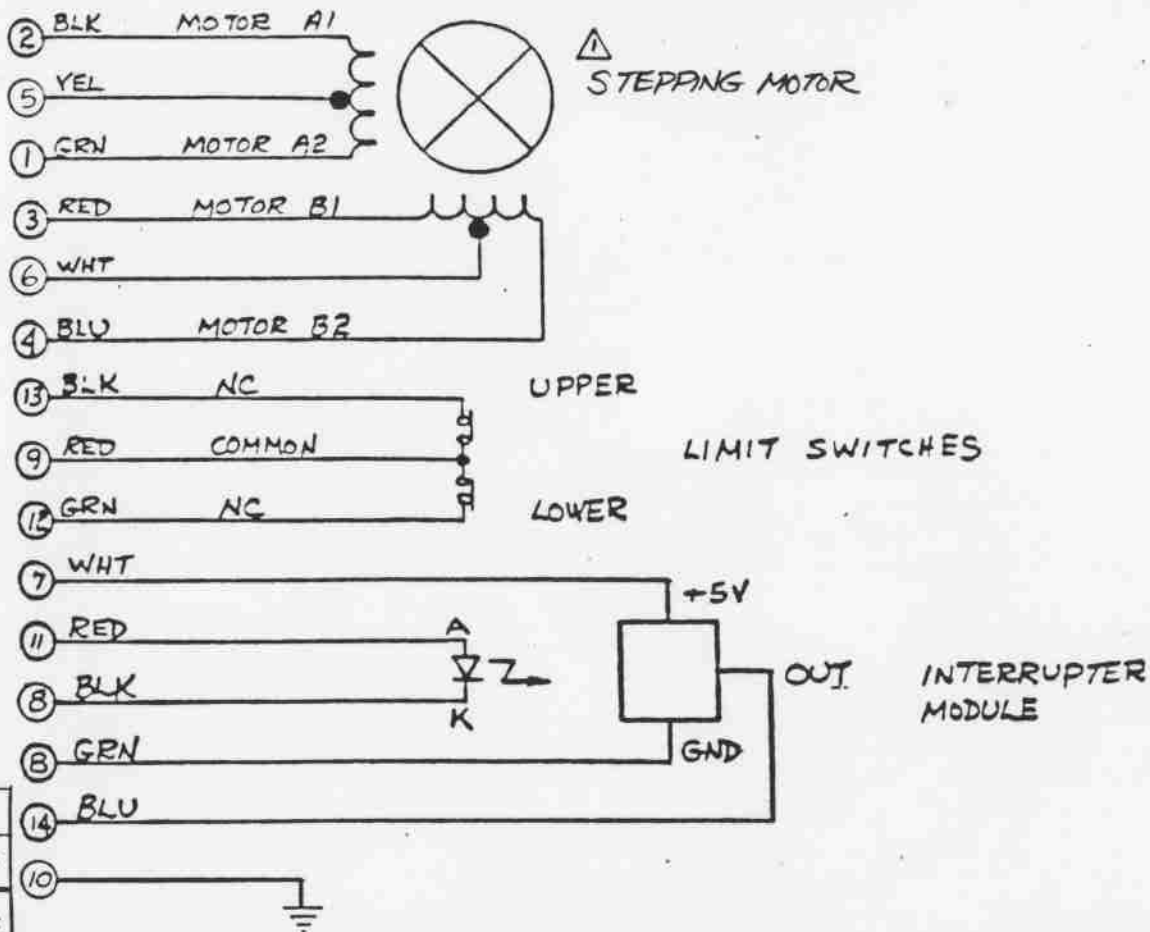 2 BLK MOTOR A1
5 YEL
1 GRN MOTOR A2
1
STEPPING MOTOR
3 RED MOTOR B1
6 WHT
4 BLU MOTOR B2
13 BLK NC UPPER
9 RED COMMON
LIMIT SWITCHES
12 GRN NC LOWER
7 WHT
+5V
11 RED A
8 BLK K
OUT
INTERRUPTER
MODULE
8 GRN GND
14 BLU
10